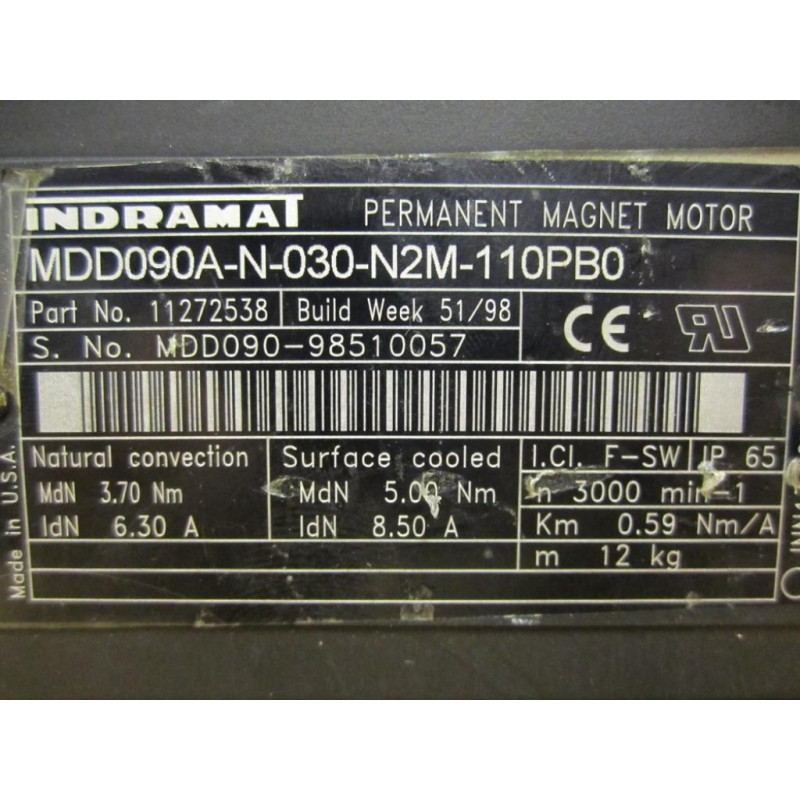 INDRAMAT PERMANENT MAGNET MOTOR
MDD090A-N-030-N2M-110PB0
Part No. 11272538 Build Week 51/98
S. No. MDD090-98510057
CE RU
Natural convection Surface cooled I.Cl. F-SW IP 65
MdN 3.70 Nm MdN 5.00 Nm n 3000 min-1
IdN 6.30 A IdN 8.50 A Km 0.59 Nm/A
m 12 kg
Made in U.S.A.